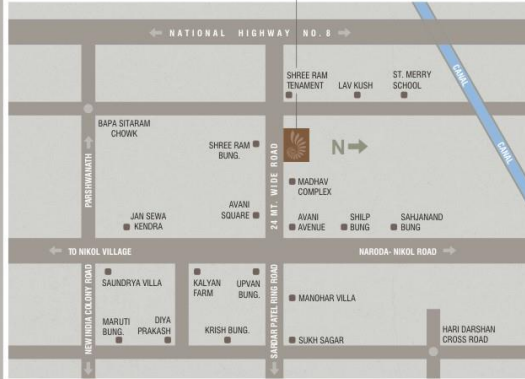 NATIONAL HIGHWAY NO. 8
CANAL
SHREE RAM
TENAMENT
LAV KUSH
ST. MERRY
SCHOOL
BAPA SITARAM
CHOWK
SHREE RAM
BUNG.
N
CANAL
PARSHWANATH
24 MT. WIDE ROAD
MADHAV
COMPLEX
JAN SEWA
KENDRA
AVANI
SQUARE
AVANI
AVENUE
SHILP
BUNG
SAHJANAND
BUNG
TO NIKOL VILLAGE
NARODA- NIKOL ROAD
NEW INDIA COLONY ROAD
SAUNDRYA VILLA
KALYAN
FARM
UPVAN
BUNG.
SARDAR PATEL RING ROAD
MANOHAR VILLA
MARUTI
BUNG.
DIYA
PRAKASH
KRISH BUNG.
SUKH SAGAR
HARI DARSHAN
CROSS ROAD